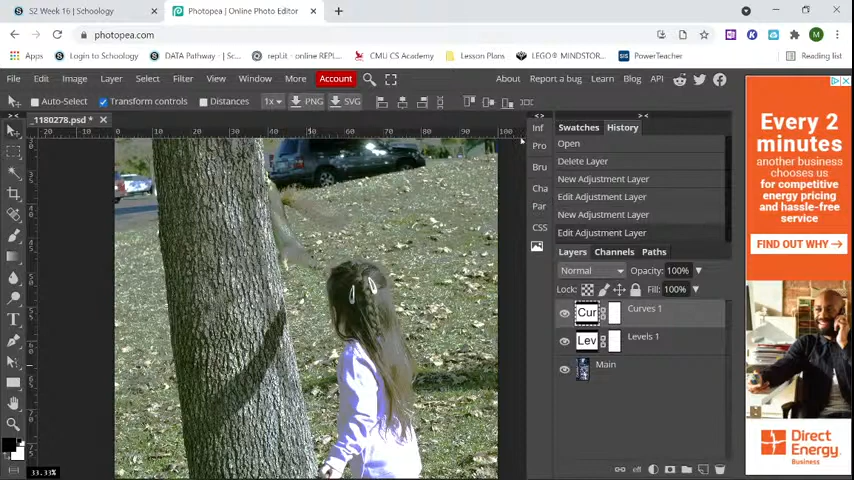 S2 Week 16 | Schoology
Photopea | Online Photo Editor
photopea.com
Apps
Login to Schoology
DATA Pathway - Goo
repl.it - online REPL...
CMU CS Academy
Lesson Plans
LEGO® MINDSTOR...
SIS
PowerTeacher
Reading list
M
File Edit Image Layer Select Filter View Window More Account
About Report a bug Learn Blog API
Auto-Select Transform controls Distances 1x PNG SVG
_1180278.psd *
Inf
Pro
Bru
Cha
Par
CSS
Swatches History
Open
Delete Layer
New Adjustment Layer
Edit Adjustment Layer
New Adjustment Layer
Edit Adjustment Layer
Layers Channels Paths
Normal Opacity: 100%
Lock: Fill: 100%
Cur Curves 1
Lev Levels 1
Main
eff
33.33%
Every 2
minutes
another business
chooses us
for competitive
energy pricing
and hassle-free
service
FIND OUT WHY
Direct
Energy
Business